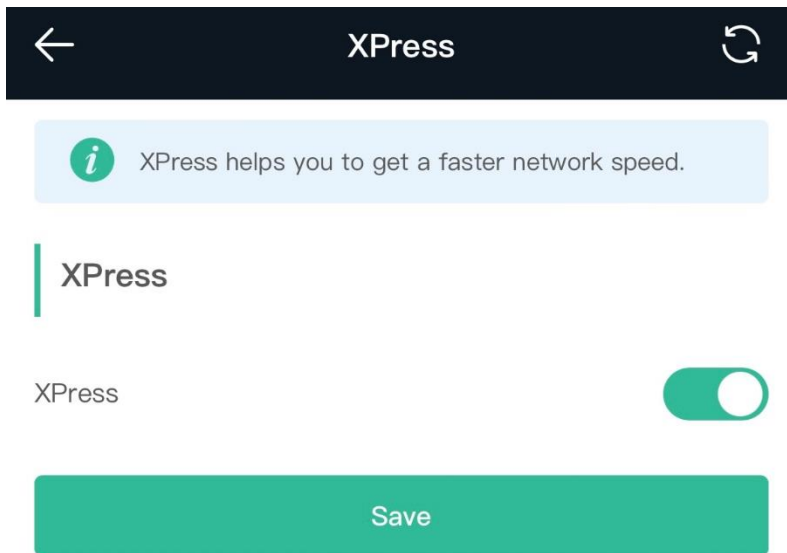 XPress
i XPress helps you to get a faster network speed.
XPress
XPress
Save